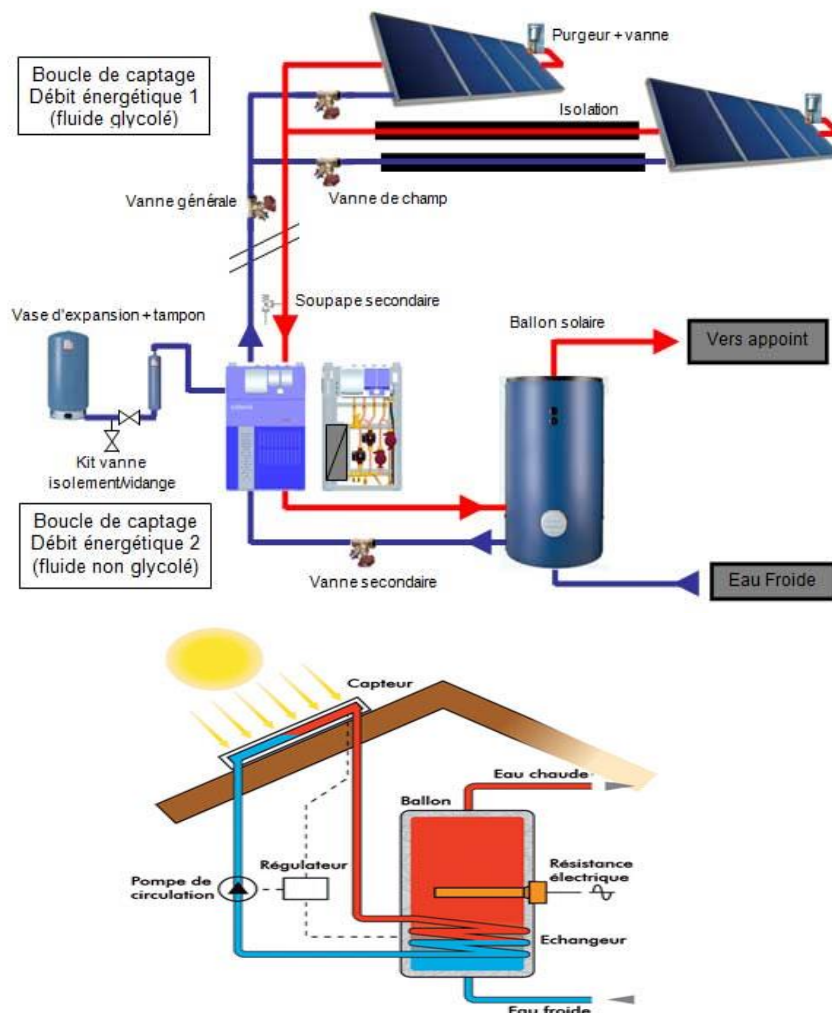 Purgeur + vanne
Boucle de captage
Débit énergétique 1
(fluide glycolé)
Isolation
Vanne générale
Vanne de champ
Soupape secondaire
Vase d'expansion + tampon
Ballon solaire
Vers appoint
Kit vanne
isolement/vidange
Boucle de captage
Débit énergétique 2
(fluide non glycolé)
Vanne secondaire
Eau Froide
Capteur
Eau chaude
Ballon
Régulateur
Résistance
électrique
Pompe de
circulation
Echangeur
Eau froide